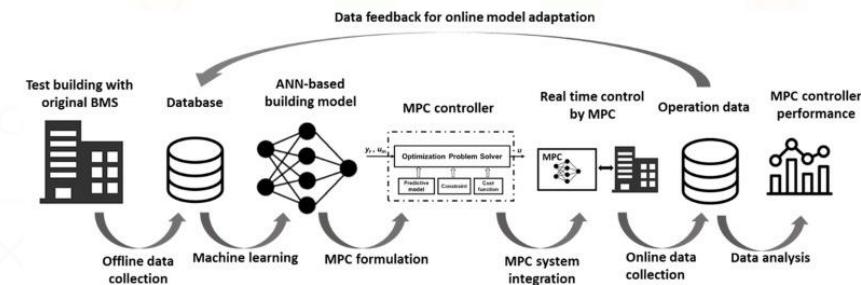 Data feedback for online model adaptation
Test building with
original BMS
Database
ANN-based
building model
MPC controller
Real time control
by MPC
Operation data
MPC controller
performance
Optimization Problem Solver
u
Predictive
model
Constraint
Cost
function
MPC
Offline data
collection
Machine learning
MPC formulation
MPC system
integration
Online data
collection
Data analysis